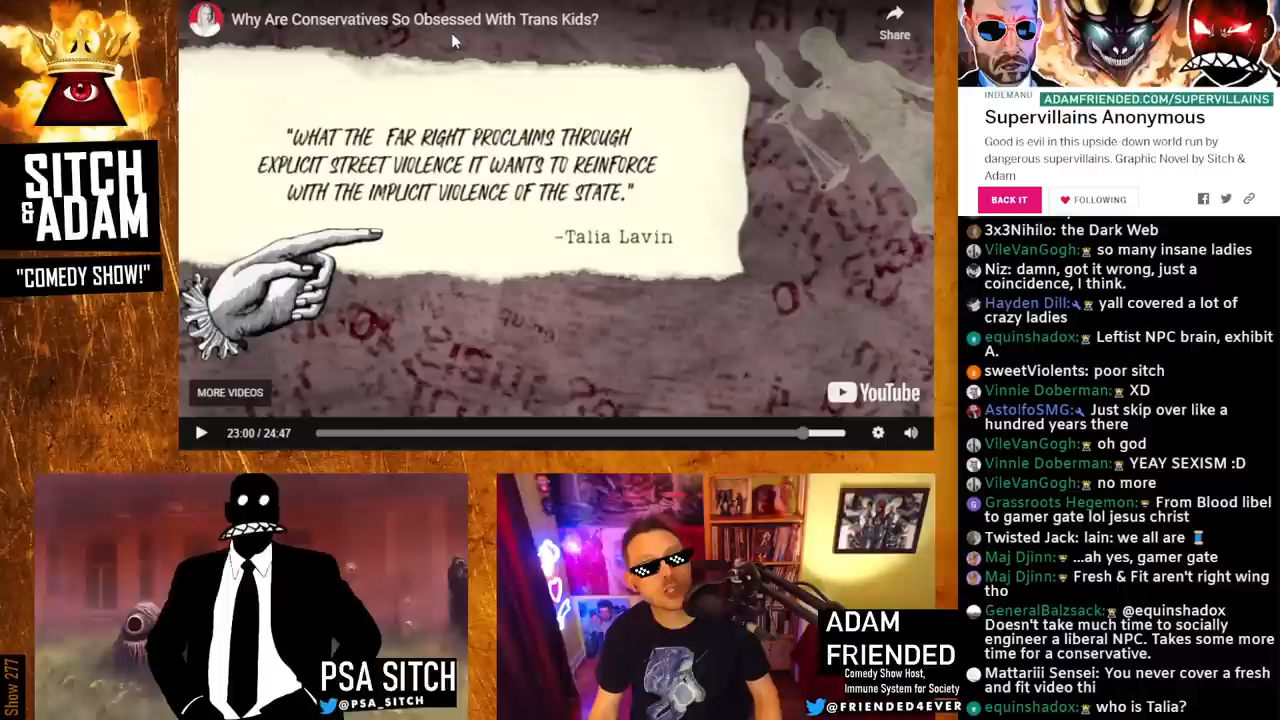 Why Are Conservatives So Obsessed With Trans Kids?
Share
"WHAT THE FAR RIGHT PROCLAIMS THROUGH
EXPLICIT STREET VIOLENCE IT WANTS TO REINFORCE
WITH THE IMPLICIT VIOLENCE OF THE STATE."
–Talia Lavin
MORE VIDEOS
YouTube
23:00 / 24:47
SITCH
& ADAM
"COMEDY SHOW!"
Show 277
PSA SITCH
@PSA_SITCH
ADAM
FRIENDED
Comedy Show Host,
Immune System for Society
@FRIENDED4EVER
INDEMAND
ADAMFRIENDED.COM/SUPERVILLAINS
Supervillains Anonymous
Good is evil in this upside-down world run by
dangerous supervillains. Graphic Novel by Sitch &
Adam
BACK IT
FOLLOWING
3x3Nihilo: the Dark Web
VileVanGogh: so many insane ladies
Niz: damn, got it wrong, just a
coincidence, I think.
Hayden Dill: yall covered a lot of
crazy ladies
equinshadox: Leftist NPC brain, exhibit
A.
sweetViolents: poor sitch
Vinnie Doberman: XD
AstolfoSMG: Just skip over like a
hundred years there
VileVanGogh: oh god
Vinnie Doberman: YEAY SEXISM :D
VileVanGogh: no more
Grassroots Hegemon: From Blood libel
to gamer gate lol jesus christ
Twisted Jack: Iain: we all are 🧵
Maj Djinn: ...ah yes, gamer gate
Maj Djinn: Fresh & Fit aren't right wing
tho
GeneralBalzsack: @equinshadox
Doesn't take much time to socially
engineer a liberal NPC. Takes some more
time for a conservative.
Mattariii Sensei: You never cover a fresh
and fit video thi
equinshadox: who is Talia?